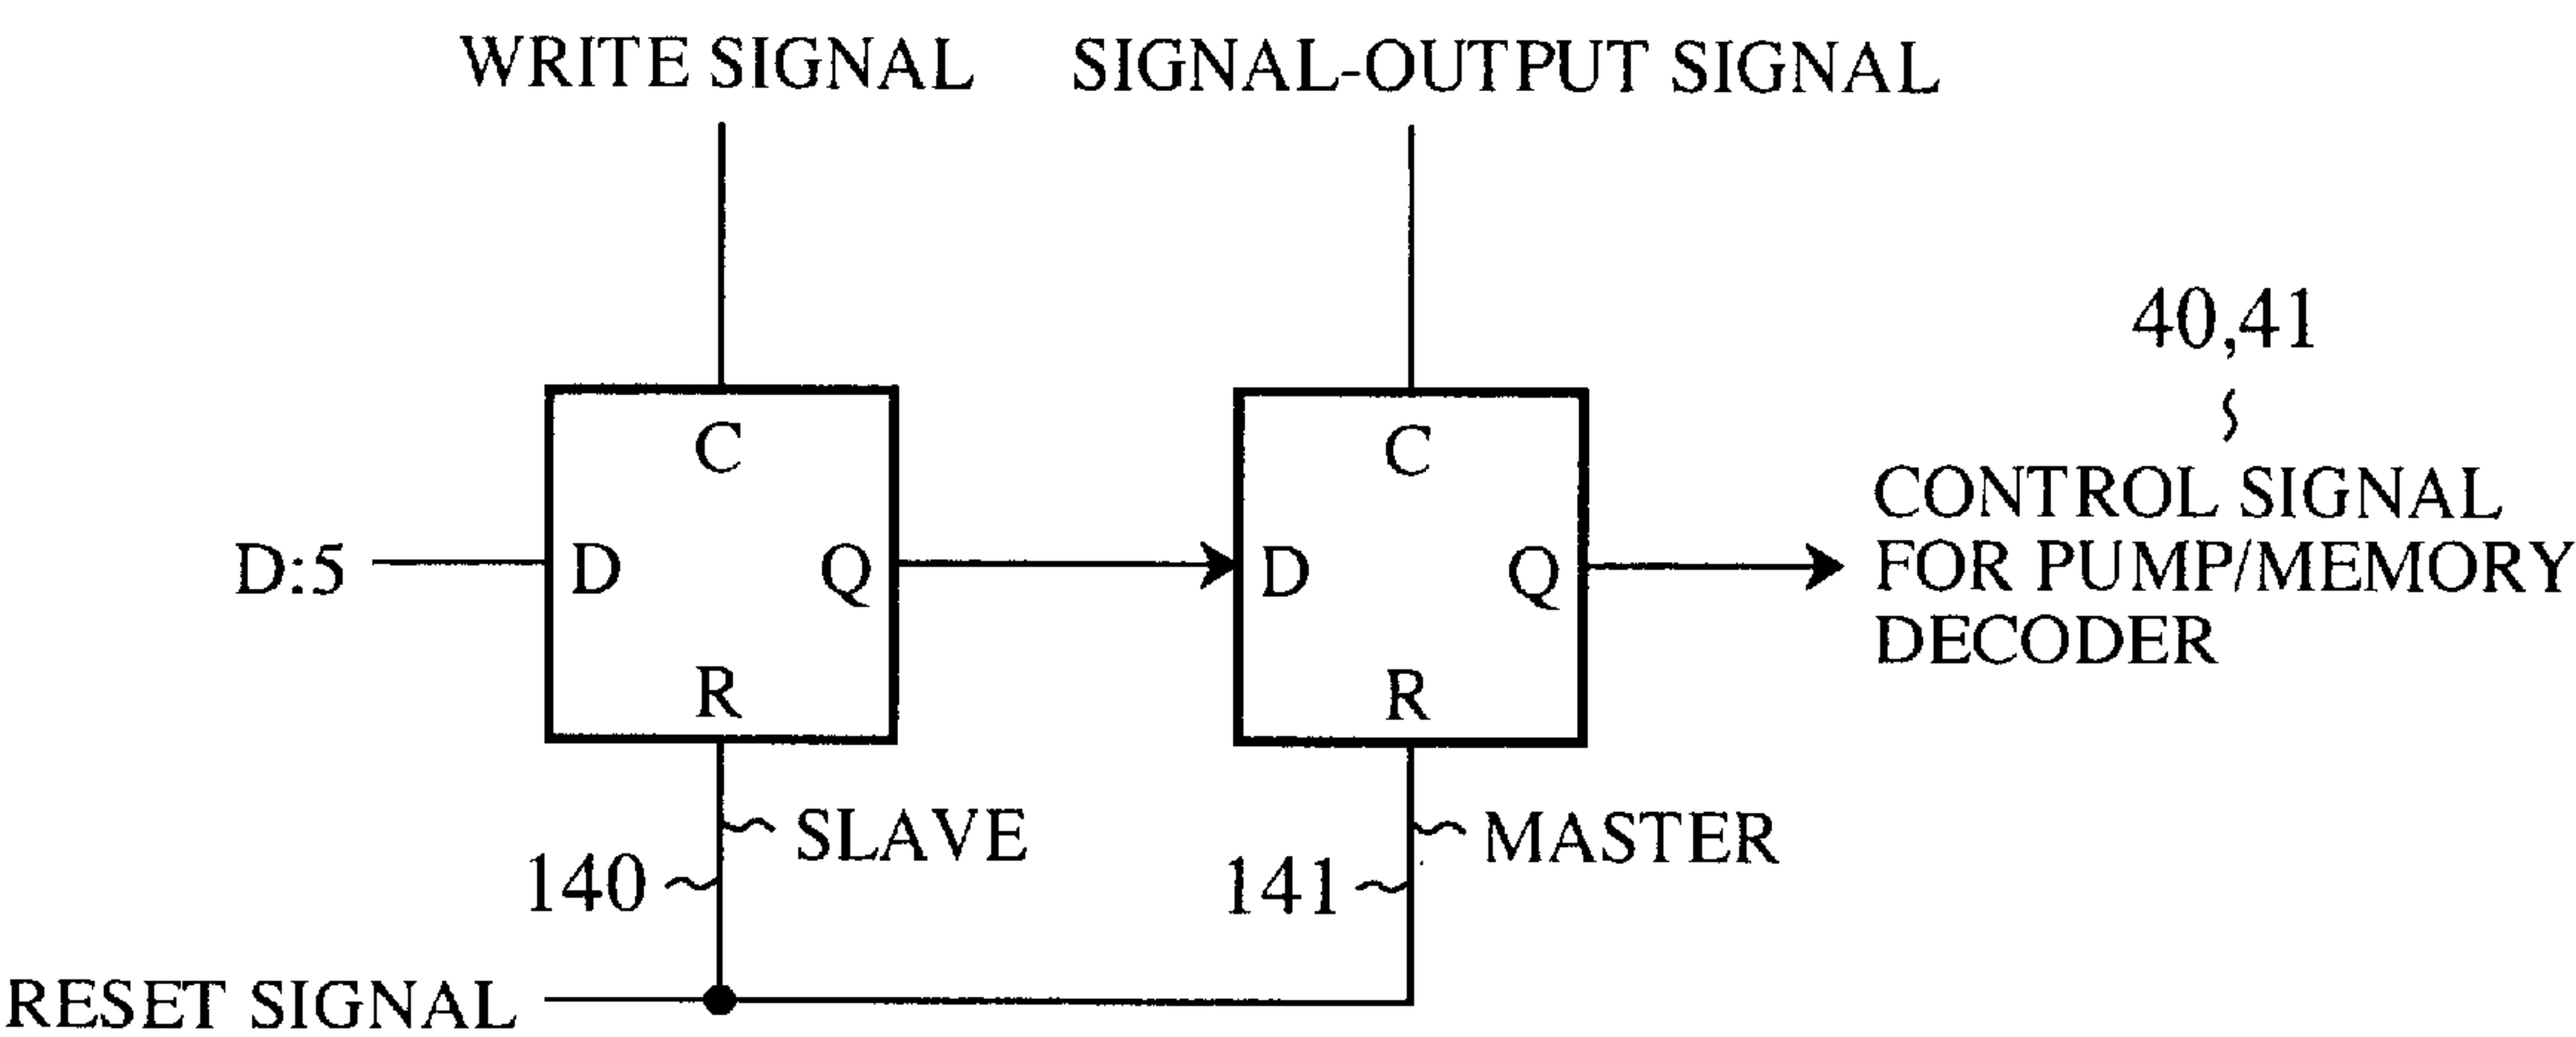 WRITE SIGNAL
SIGNAL-OUTPUT SIGNAL
40,41
C
C
CONTROL SIGNAL
FOR PUMP/MEMORY
DECODER
D:5
D
Q
D
Q
R
R
SLAVE
MASTER
140
141
RESET SIGNAL